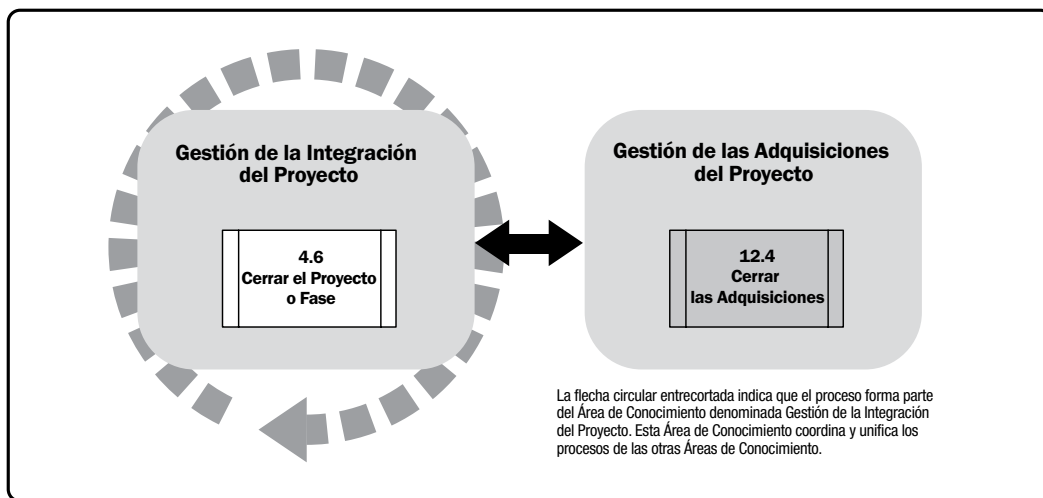 Gestión de la Integración
del Proyecto
4.6
Cerrar el Proyecto
o Fase
Gestión de las Adquisiciones
del Proyecto
12.4
Cerrar
las Adquisiciones
La flecha circular entrecortada indica que el proceso forma parte
del Área de Conocimiento denominada Gestión de la Integración
del Proyecto. Esta Área de Conocimiento coordina y unifica los
procesos de las otras Áreas de Conocimiento.